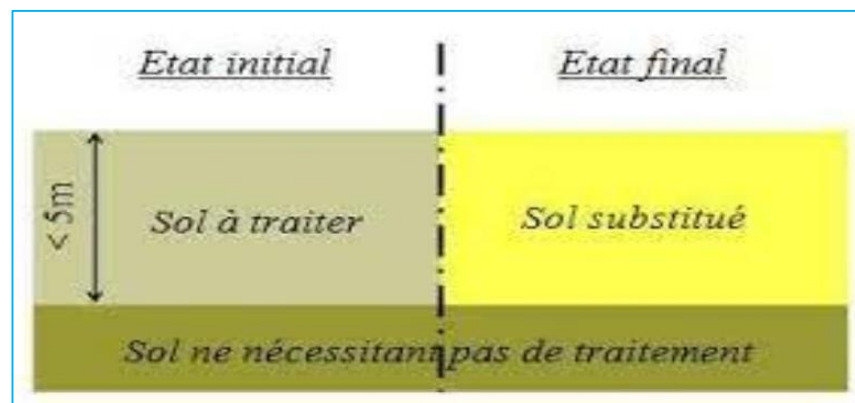 Etat initial
Etat final
< 5m
Sol à traiter
Sol substitué
Sol ne nécessitant pas de traitement